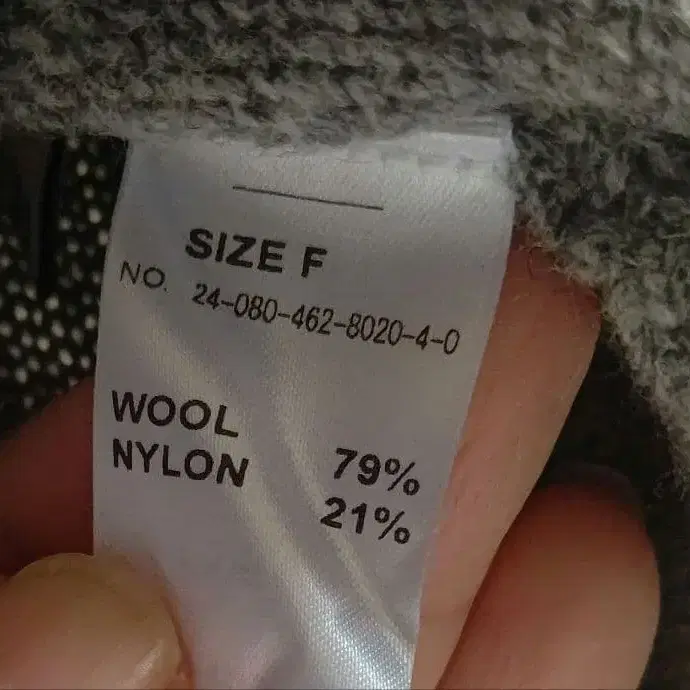 SIZE F
NO. 24-080-462-8020-4-0
WOOL 79%
NYLON 21%